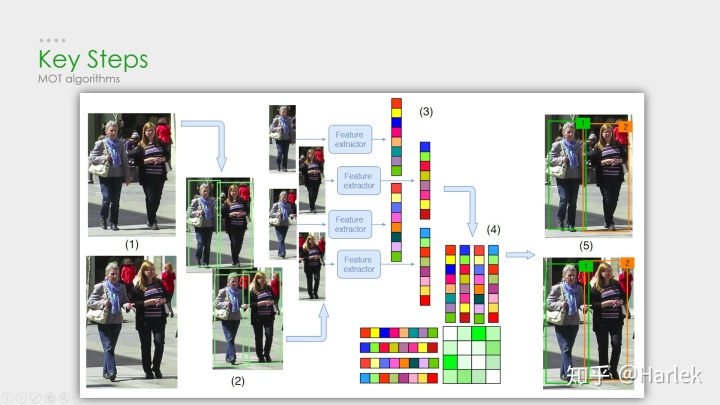 Key Steps
MOT algorithms
(1)
(2)
Feature
extractor
Feature
extractor
Feature
extractor
Feature
extractor
(3)
(4)
1
2
(5)
1
2
知乎 @Harlek